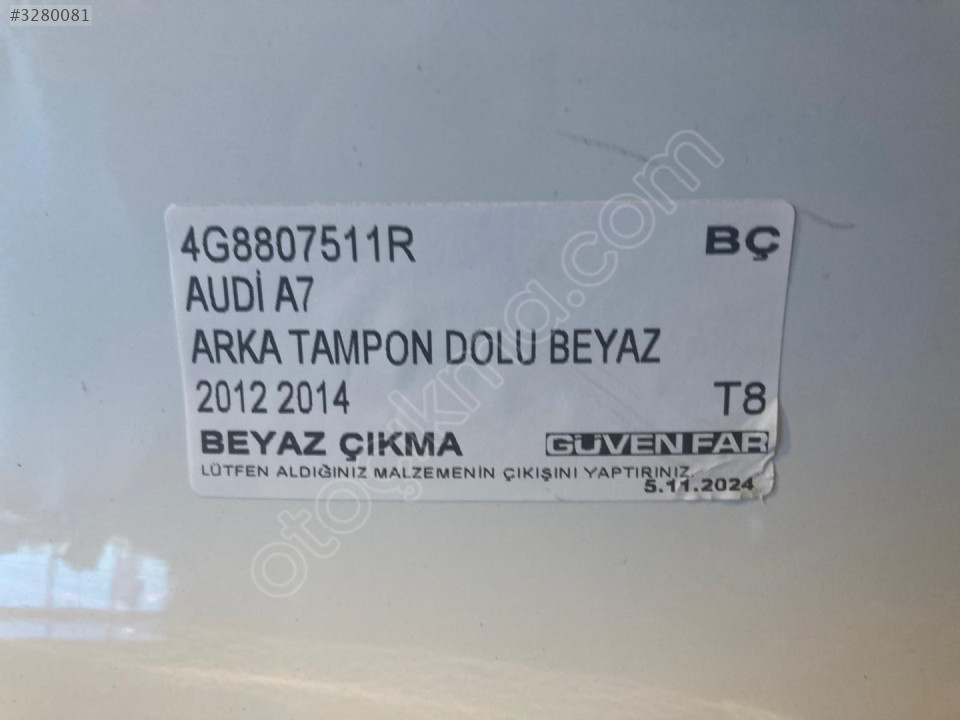 #3280081
4G8807511R BÇ
AUDİ A7
ARKA TAMPON DOLU BEYAZ
2012 2014 T8
BEYAZ ÇIKMA GÜVEN FAR
LÜTFEN ALDIĞINIZ MALZEMENİN ÇIKIŞINI YAPTIRINIZ.
5.11.2024
otoçıkma.com